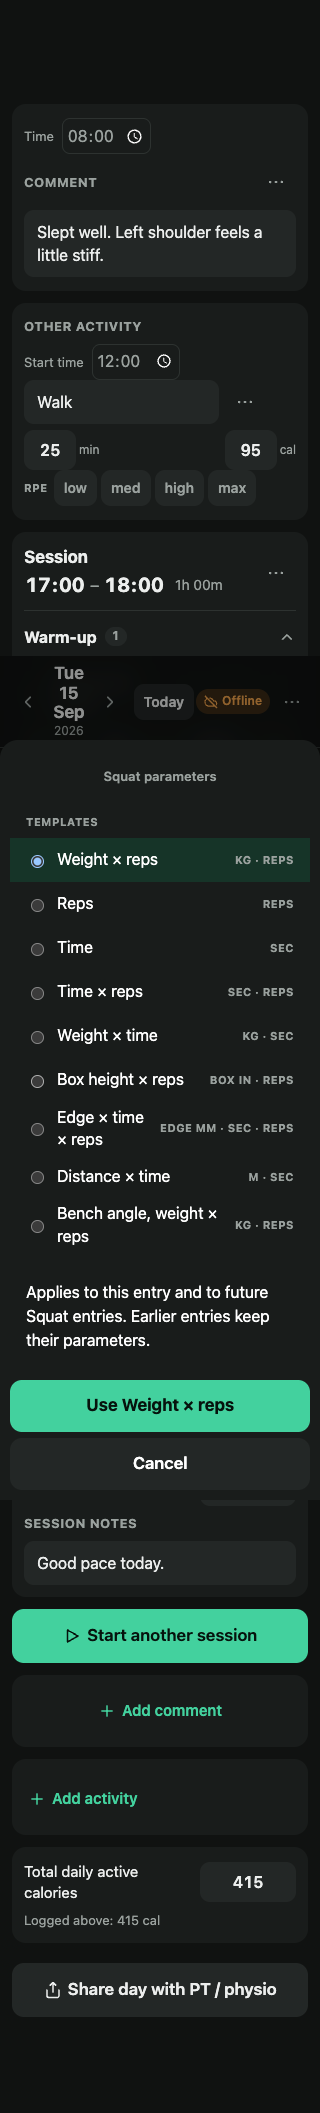 Time 08:00
COMMENT ...
Slept well. Left shoulder feels a
little stiff.
OTHER ACTIVITY
Start time 12:00
Walk ...
25 min 95 cal
RPE low med high max
Session
17:00 – 18:00 1h 00m ...
Warm-up 1
Tue
15
Sep
2026
Today Offline ...
Squat parameters
TEMPLATES
Weight × reps KG · REPS
Reps REPS
Time SEC
Time × reps SEC · REPS
Weight × time KG · SEC
Box height × reps BOX IN · REPS
Edge × time
× reps EDGE MM · SEC · REPS
Distance × time M · SEC
Bench angle, weight ×
reps KG · REPS
Applies to this entry and to future
Squat entries. Earlier entries keep
their parameters.
Use Weight × reps
Cancel
SESSION NOTES
Good pace today.
Start another session
+ Add comment
+ Add activity
Total daily active
calories 415
Logged above: 415 cal
Share day with PT / physio